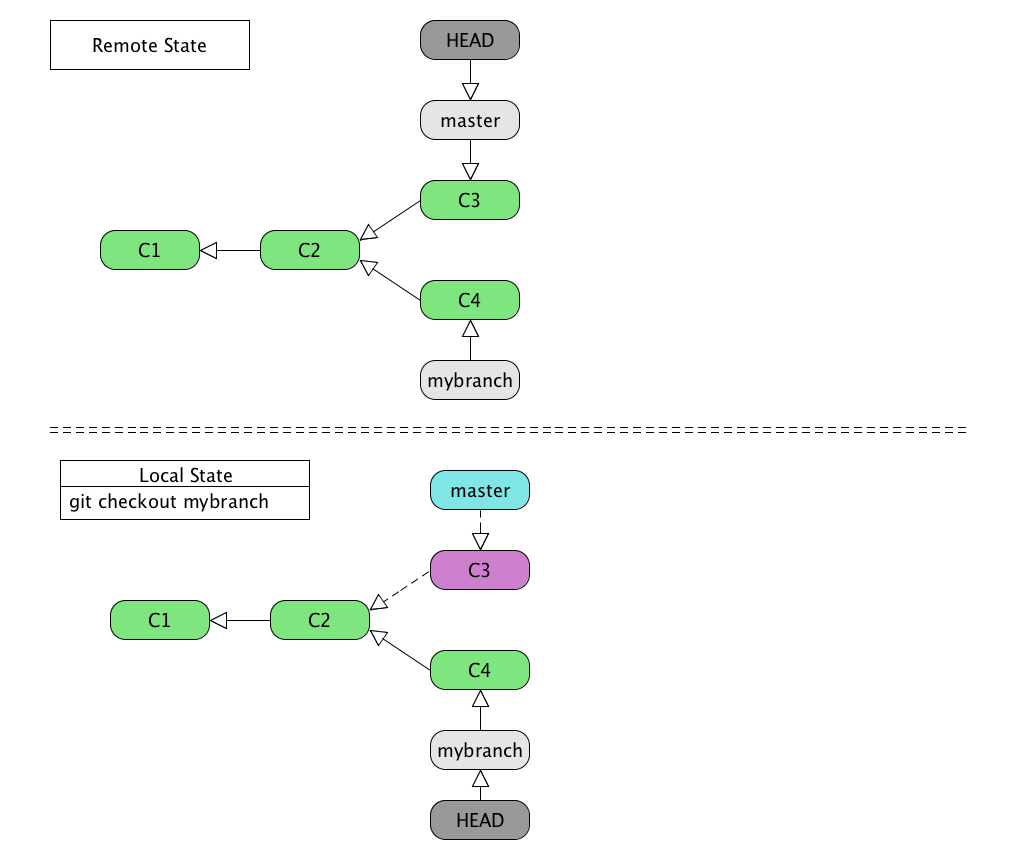 Remote State
HEAD
master
C3
C1
C2
C4
mybranch
Local State
git checkout mybranch
master
C3
C1
C2
C4
mybranch
HEAD